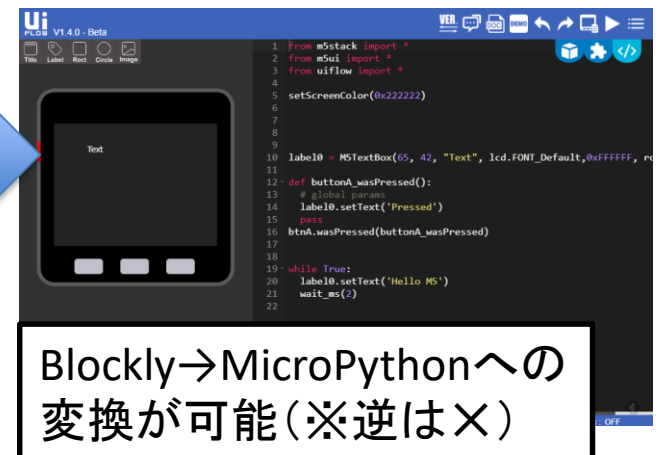 Ui FLOW V1.4.0 - Beta
VER. DOC DEMO
Title Label Rect Circle Image
Text
1 from m5stack import *
2 from m5ui import *
3 from uiflow import *
4
5 setScreenColor(0x222222)
6
7
8
9
10 label0 = M5TextBox(65, 42, "Text", lcd.FONT_Default,0xFFFFFF, ro
11
12 def buttonA_wasPressed():
13 # global params
14 label0.setText('Pressed')
15 pass
16 btnA.wasPressed(buttonA_wasPressed)
17
18
19 while True:
20 label0.setText('Hello M5')
21 wait_ms(2)
22
</> 
: OFF
Blockly→MicroPythonへの
変換が可能(※逆は×)